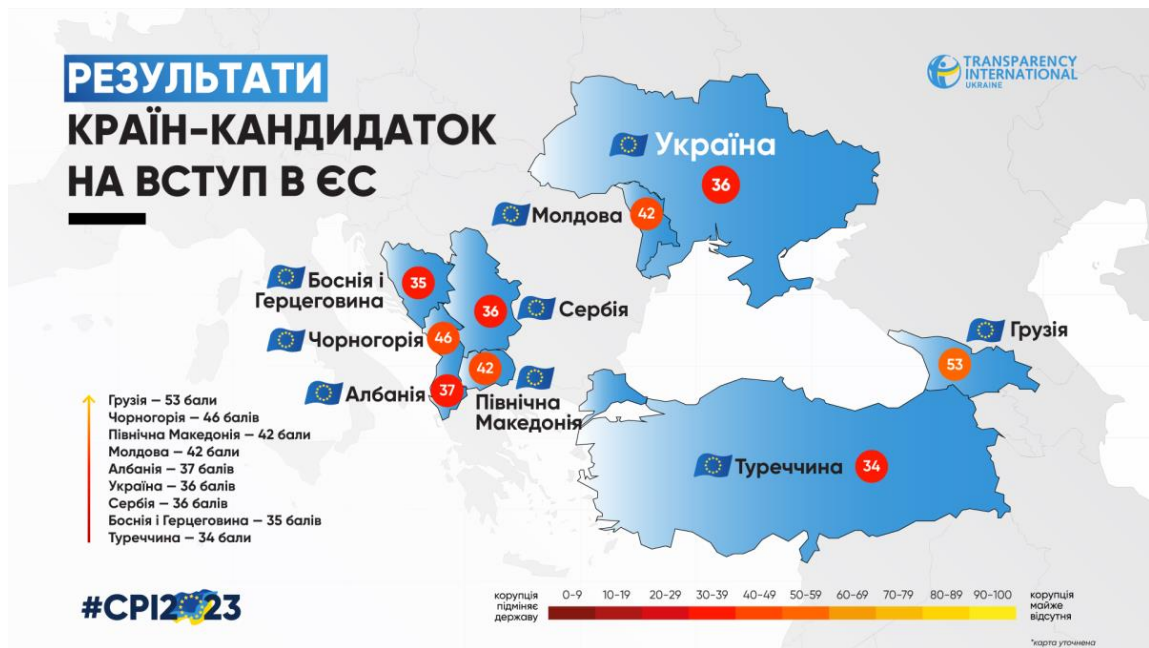 РЕЗУЛЬТАТИ
КРАЇН-КАНДИДАТОК
НА ВСТУП В ЄС
TRANSPARENCY
INTERNATIONAL
UKRAINE
Україна
36
Молдова
42
Боснія і
Герцеговина
35
Сербія
36
Чорногорія
46
Грузія
53
Албанія
37
Північна
Македонія
42
Туреччина
34
Грузія — 53 бали
Чорногорія — 46 балів
Північна Македонія — 42 бали
Молдова — 42 бали
Албанія — 37 балів
Україна — 36 балів
Сербія — 36 балів
Боснія і Герцеговина — 35 балів
Туреччина — 34 бали
#CPI2023
корупція
підміняє
державу
0-9 10-19 20-29 30-39 40-49 50-59 60-69 70-79 80-89 90-100
корупція
майже
відсутня
*карта уточнена